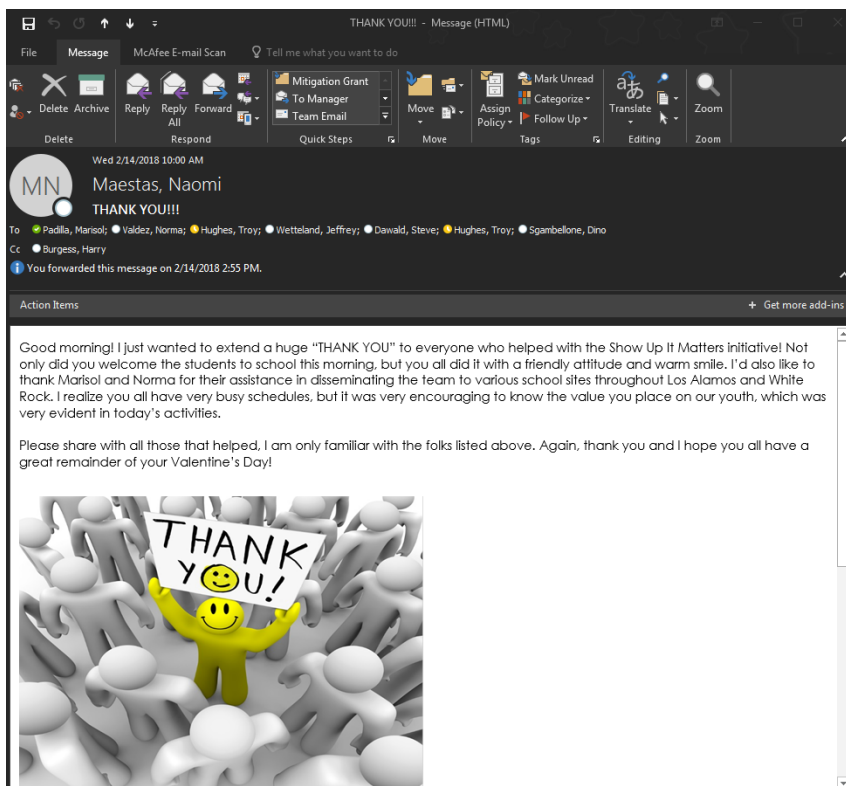 THANK YOU!!! - Message (HTML)
File Message McAfee E-mail Scan Tell me what you want to do
Delete Archive Reply Reply All Forward Mitigation Grant To Manager Team Email Move Assign Policy Mark Unread Categorize Follow Up Translate Zoom
Delete Respond Quick Steps Move Tags Editing Zoom
Wed 2/14/2018 10:00 AM
MN Maestas, Naomi
THANK YOU!!!
To Padilla, Marisol; Valdez, Norma; Hughes, Troy; Wetteland, Jeffrey; Dawald, Steve; Hughes, Troy; Sgambellone, Dino
Cc Burgess, Harry
You forwarded this message on 2/14/2018 2:55 PM.
Action Items + Get more add-ins
Good morning! I just wanted to extend a huge “THANK YOU” to everyone who helped with the Show Up It Matters initiative! Not
only did you welcome the students to school this morning, but you all did it with a friendly attitude and warm smile. I’d also like to
thank Marisol and Norma for their assistance in disseminating the team to various school sites throughout Los Alamos and White
Rock. I realize you all have very busy schedules, but it was very encouraging to know the value you place on our youth, which was
very evident in today’s activities.
Please share with all those that helped, I am only familiar with the folks listed above. Again, thank you and I hope you all have a
great remainder of your Valentine’s Day!
THANK
YOU!